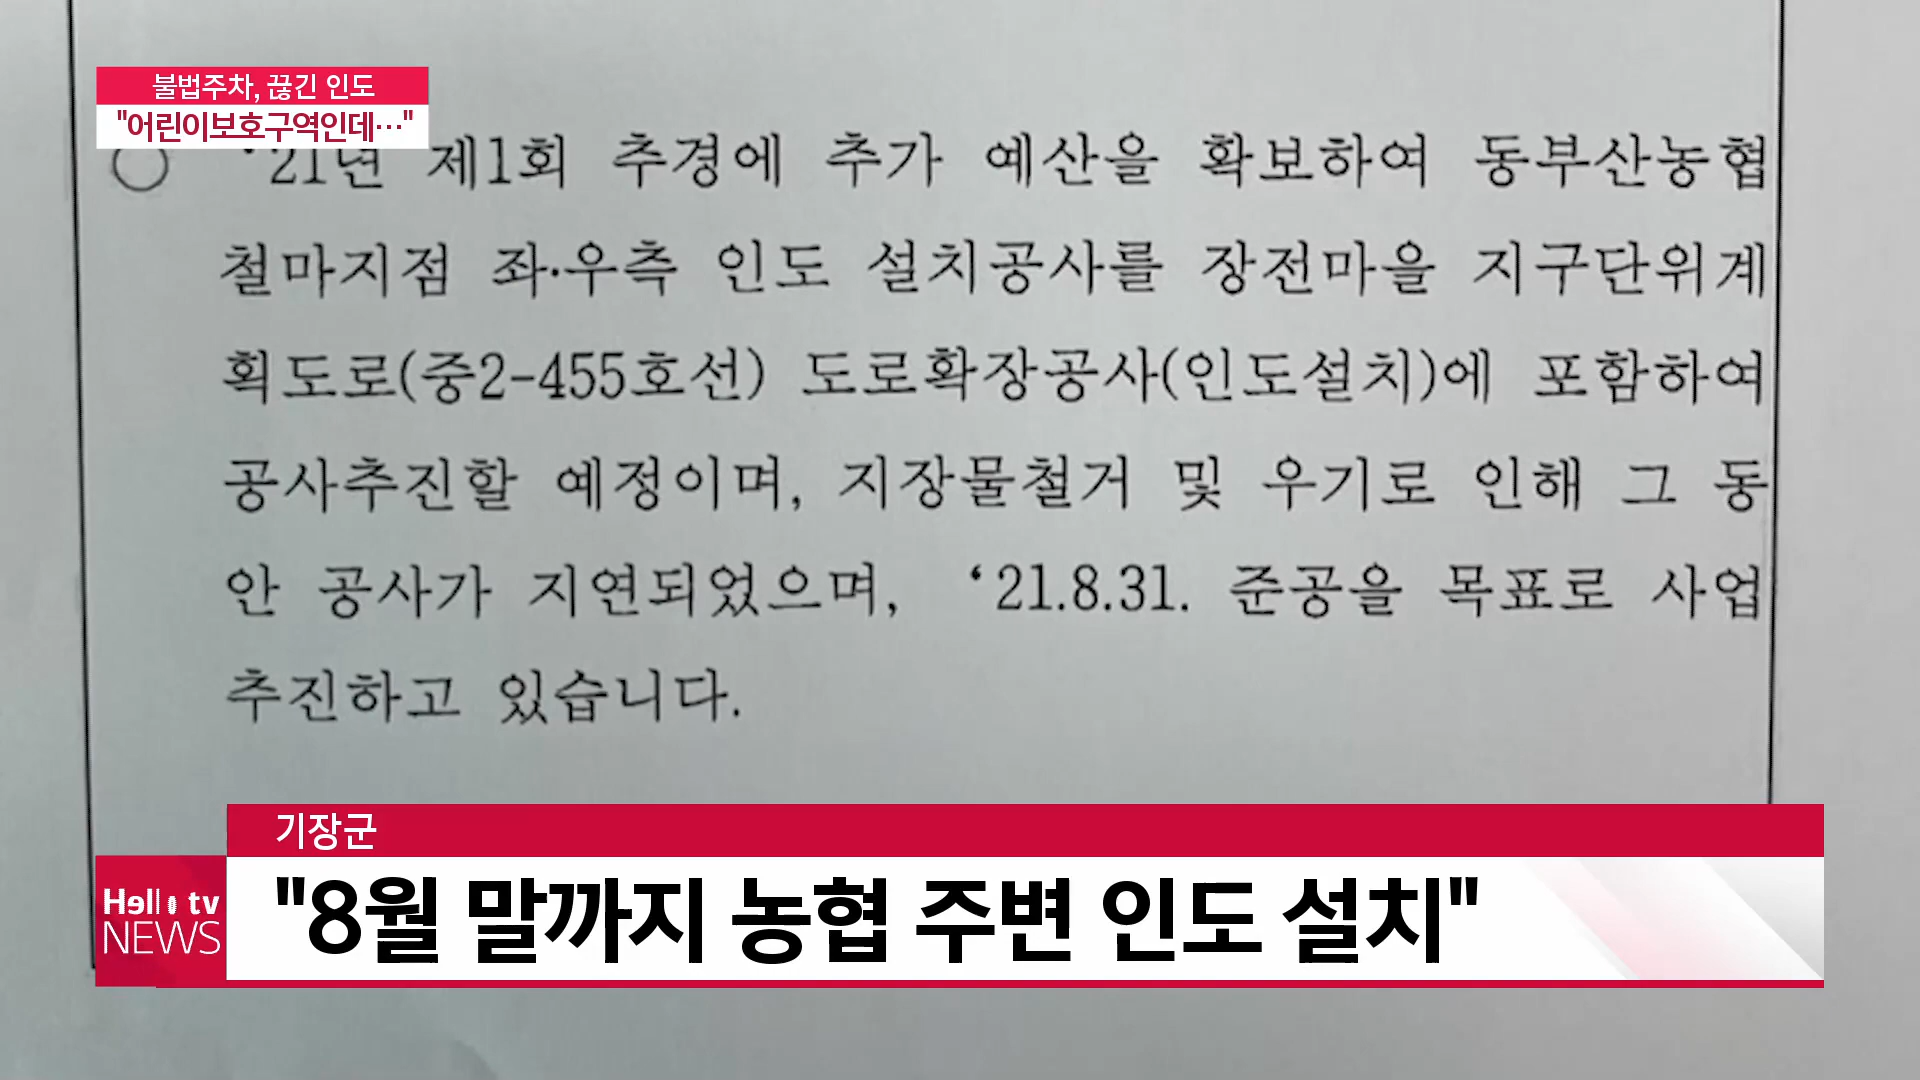 불법주차, 끊긴 인도
"어린이보호구역인데…"
○ '21년 제1회 추경에 추가 예산을 확보하여 동부산농협
철마지점 좌·우측 인도 설치공사를 장전마을 지구단위계
획도로(중2-455호선) 도로확장공사(인도설치)에 포함하여
공사추진할 예정이며, 지장물철거 및 우기로 인해 그 동
안 공사가 지연되었으며, ‘21.8.31. 준공을 목표로 사업
추진하고 있습니다.
기장군
"8월 말까지 농협 주변 인도 설치"
Hello tv
NEWS